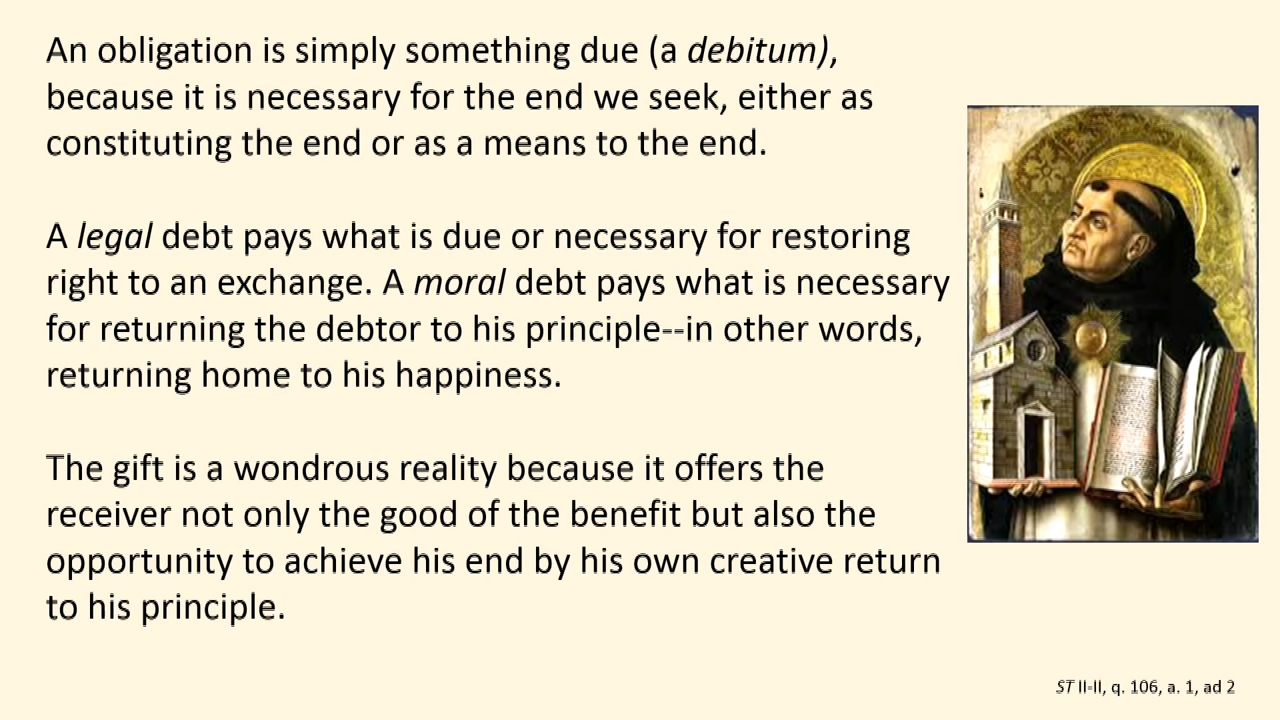 An obligation is simply something due (a debitum),
because it is necessary for the end we seek, either as
constituting the end or as a means to the end.
A legal debt pays what is due or necessary for restoring
right to an exchange. A moral debt pays what is necessary
for returning the debtor to his principle--in other words,
returning home to his happiness.
The gift is a wondrous reality because it offers the
receiver not only the good of the benefit but also the
opportunity to achieve his end by his own creative return
to his principle.
ST II-II, q. 106, a. 1, ad 2